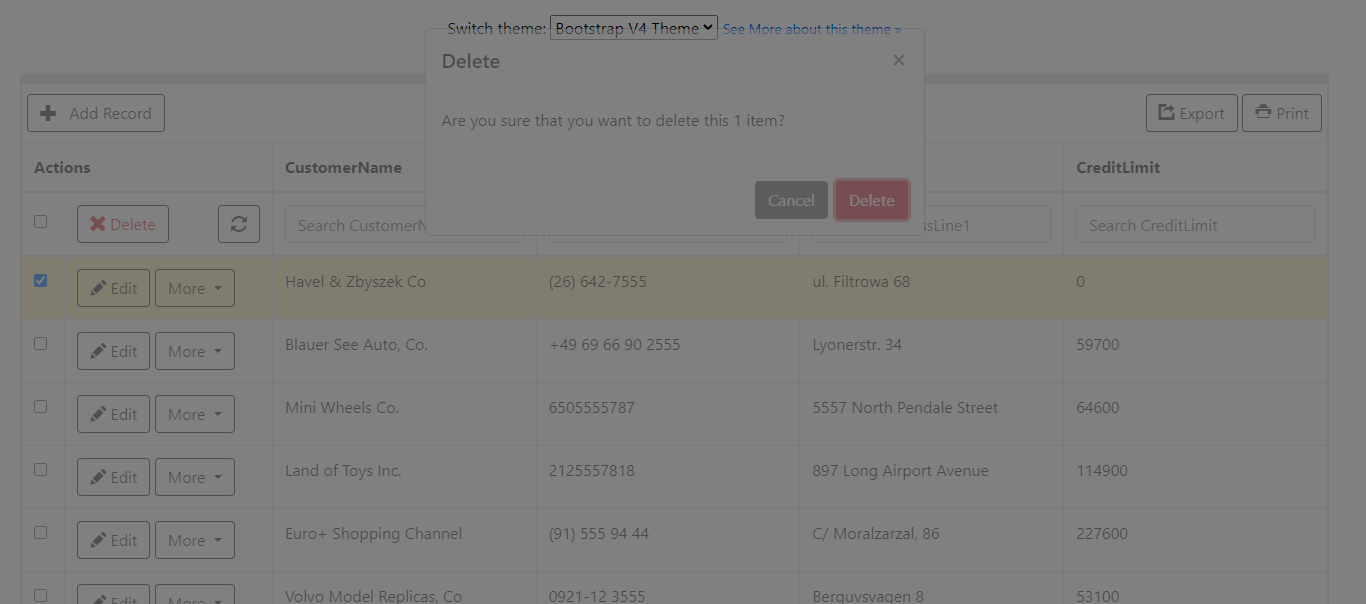 Switch theme: Bootstrap V4 Theme See More about this theme »
Delete ×
Are you sure that you want to delete this 1 item?
Cancel Delete
Add Record Export Print
Actions CustomerName CreditLimit
Delete Search CustomerN ssLine1 Search CreditLimit
Edit More Havel & Zbyszek Co (26) 642-7555 ul. Filtrowa 68 0
Edit More Blauer See Auto, Co. +49 69 66 90 2555 Lyonerstr. 34 59700
Edit More Mini Wheels Co. 6505555787 5557 North Pendale Street 64600
Edit More Land of Toys Inc. 2125557818 897 Long Airport Avenue 114900
Edit More Euro+ Shopping Channel (91) 555 94 44 C/ Moralzarzal, 86 227600
Edit More Volvo Model Replicas, Co 0921-12 3555 Berguvsvagen 8 53100